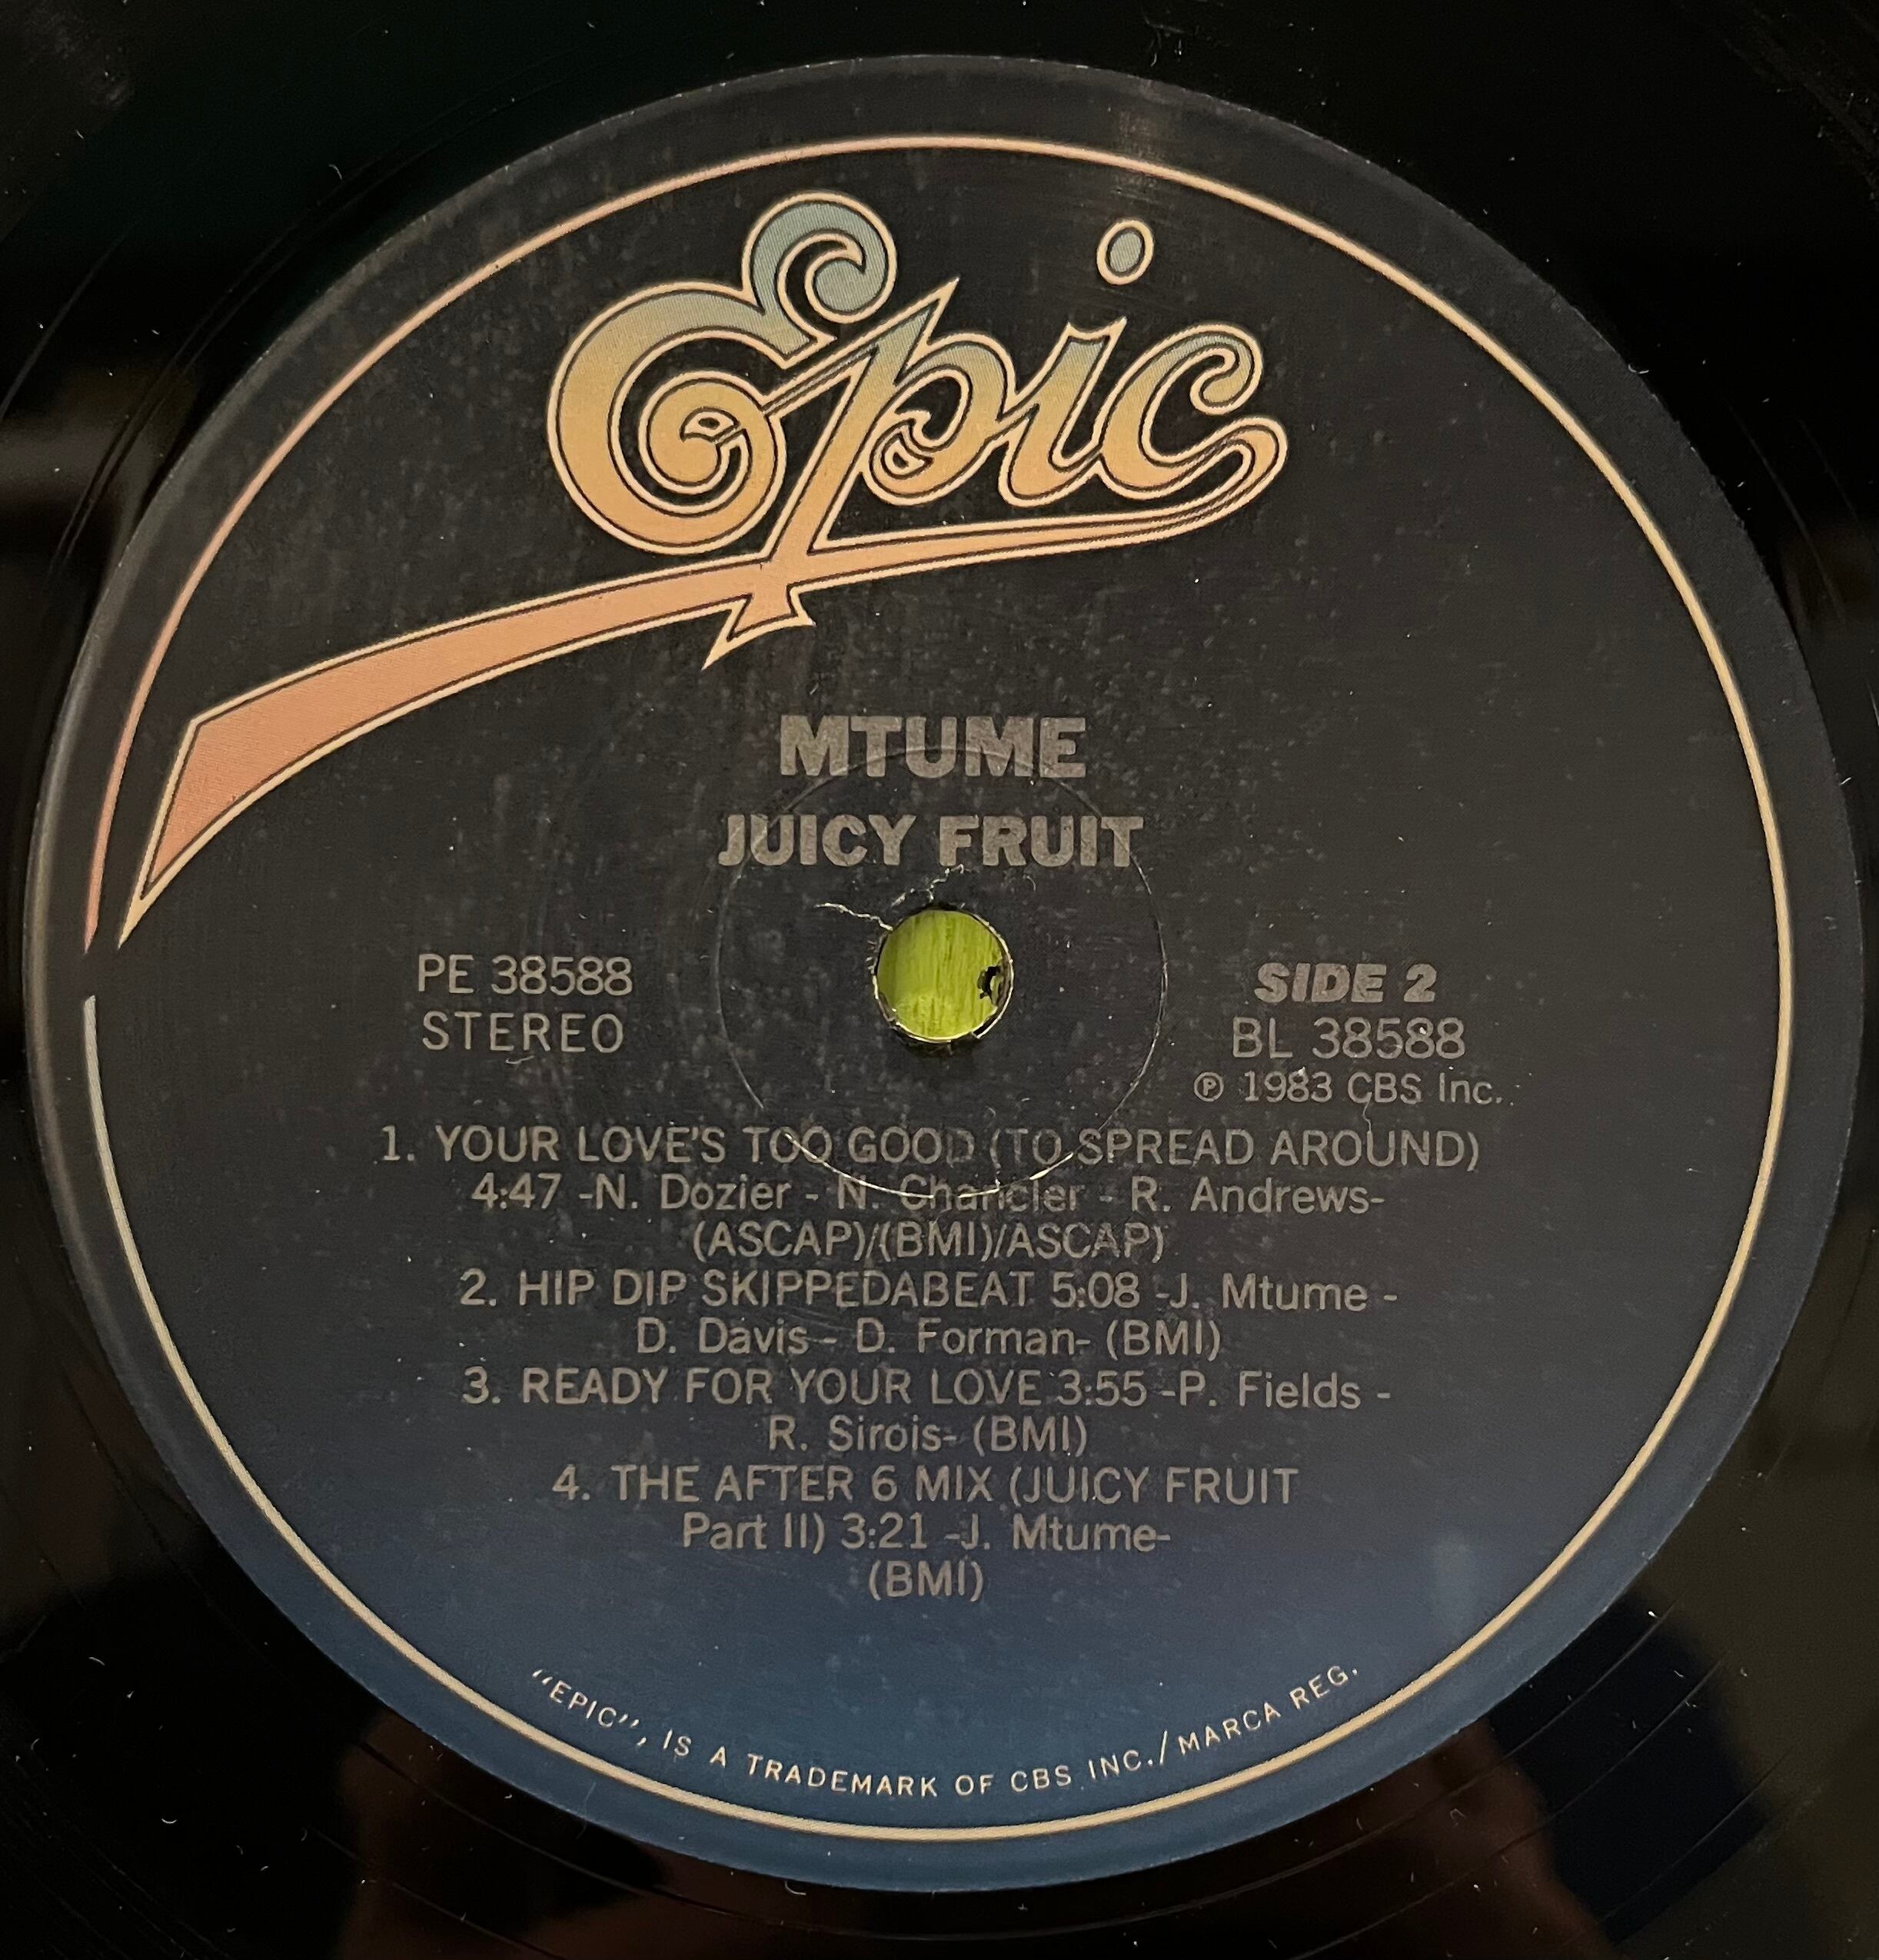 Epic
MTUME
JUICY FRUIT
PE 38588
STEREO
SIDE 2
BL 38588
℗ 1983 CBS Inc.
1. YOUR LOVE'S TOO GOOD (TO SPREAD AROUND)
4:47 -N. Dozier - N. Chancler - R. Andrews-
(ASCAP)/(BMI)/ASCAP)
2. HIP DIP SKIPPEDABEAT 5:08 -J. Mtume -
D. Davis - D. Forman- (BMI)
3. READY FOR YOUR LOVE 3:55 -P. Fields -
R. Sirois- (BMI)
4. THE AFTER 6 MIX (JUICY FRUIT
Part II) 3:21 -J. Mtume-
(BMI)
"EPIC", IS A TRADEMARK OF CBS INC./MARCA REG.